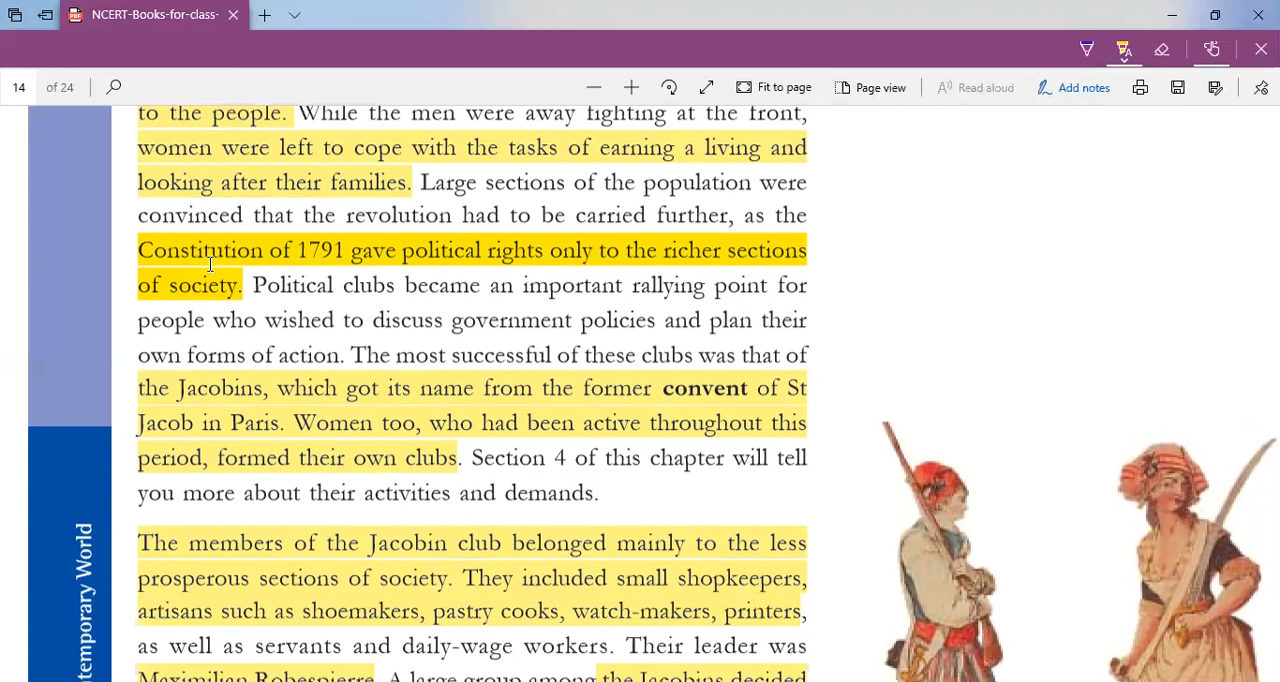 NCERT-Books-for-class-
14 of 24
Fit to page
Page view
Read aloud
Add notes
to the people. While the men were away fighting at the front,
women were left to cope with the tasks of earning a living and
looking after their families. Large sections of the population were
convinced that the revolution had to be carried further, as the
Constitution of 1791 gave political rights only to the richer sections
of society. Political clubs became an important rallying point for
people who wished to discuss government policies and plan their
own forms of action. The most successful of these clubs was that of
the Jacobins, which got its name from the former convent of St
Jacob in Paris. Women too, who had been active throughout this
period, formed their own clubs. Section 4 of this chapter will tell
you more about their activities and demands.
The members of the Jacobin club belonged mainly to the less
prosperous sections of society. They included small shopkeepers,
artisans such as shoemakers, pastry cooks, watch-makers, printers,
as well as servants and daily-wage workers. Their leader was
Maximilian Robespierre. A large group among the Jacobins decided
temporary World